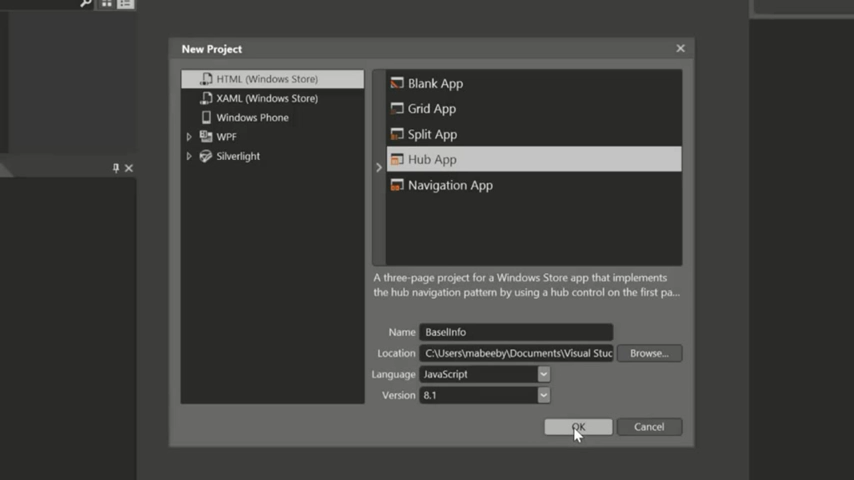 New Project
HTML (Windows Store)
XAML (Windows Store)
Windows Phone
WPF
Silverlight
Blank App
Grid App
Split App
Hub App
Navigation App
A three-page project for a Windows Store app that implements
the hub navigation pattern by using a hub control on the first pa...
Name BaselInfo
Location C:\Users\mabeeby\Documents\Visual Stuc Browse...
Language JavaScript
Version 8.1
OK Cancel